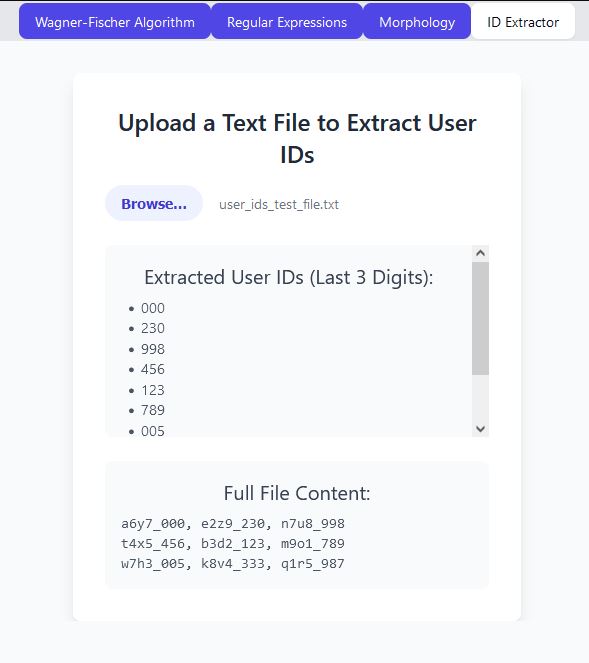 Wagner-Fischer Algorithm Regular Expressions Morphology ID Extractor
Upload a Text File to Extract User
IDs
Browse... user_ids_test_file.txt
Extracted User IDs (Last 3 Digits):
• 000
• 230
• 998
• 456
• 123
• 789
• 005
Full File Content:
a6y7_000, e2z9_230, n7u8_998
t4x5_456, b3d2_123, m9o1_789
w7h3_005, k8v4_333, q1r5_987